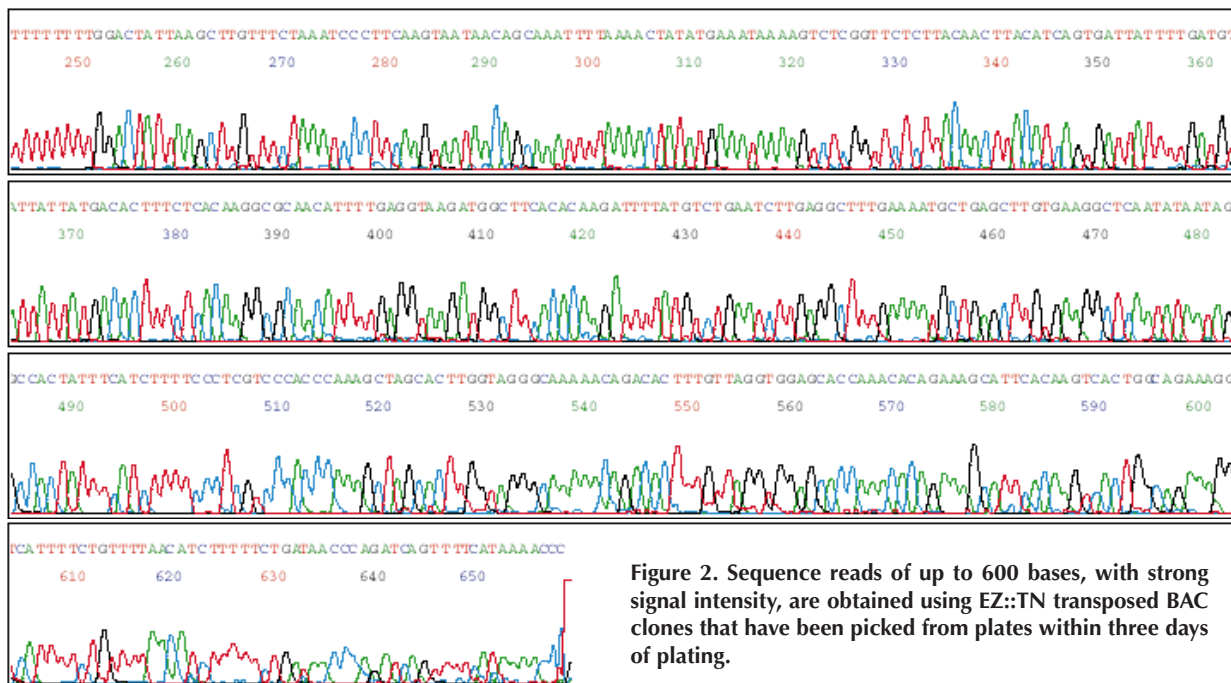 TTTTTTTTGGACTATTAAGCTTGTTTCTAAATCCCTTCAAGTAATAACAGCAAATTTTAAAACTATATGAAATAAAAGTCTCGGTTCTCTTACAACTTACATCAGTGATTATTTTGATGT
250 260 270 280 290 300 310 320 330 340 350 360
ATTATTATGACACTTTCTCACAAGGCGCAACATTTTGAGGTAAGATGGCTTCACACAAGATTTTATGTCTGAATCTTGAGGCTTTGAAAATGCTGAGCTTGTGAAGGCTCAATATAATAG
370 380 390 400 410 420 430 440 450 460 470 480
GCCACTATTTCATCTTTTCCCTCGTCCCACCCAAAGCTAGCACTTGGTAGGGCAAAAACAGACACTTTGTTAGGTGGAGCACCAAACACAGAAAGCATTCACAAGTCACTGGCAGAAAGG
490 500 510 520 530 540 550 560 570 580 590 600
TCATTTTCTGTTTTAACATCTTTTTCTGATAACCCAGATCAGTTTTCATAAAACCC
610 620 630 640 650
Figure 2. Sequence reads of up to 600 bases, with strong
signal intensity, are obtained using EZ::TN transposed BAC
clones that have been picked from plates within three days
of plating.